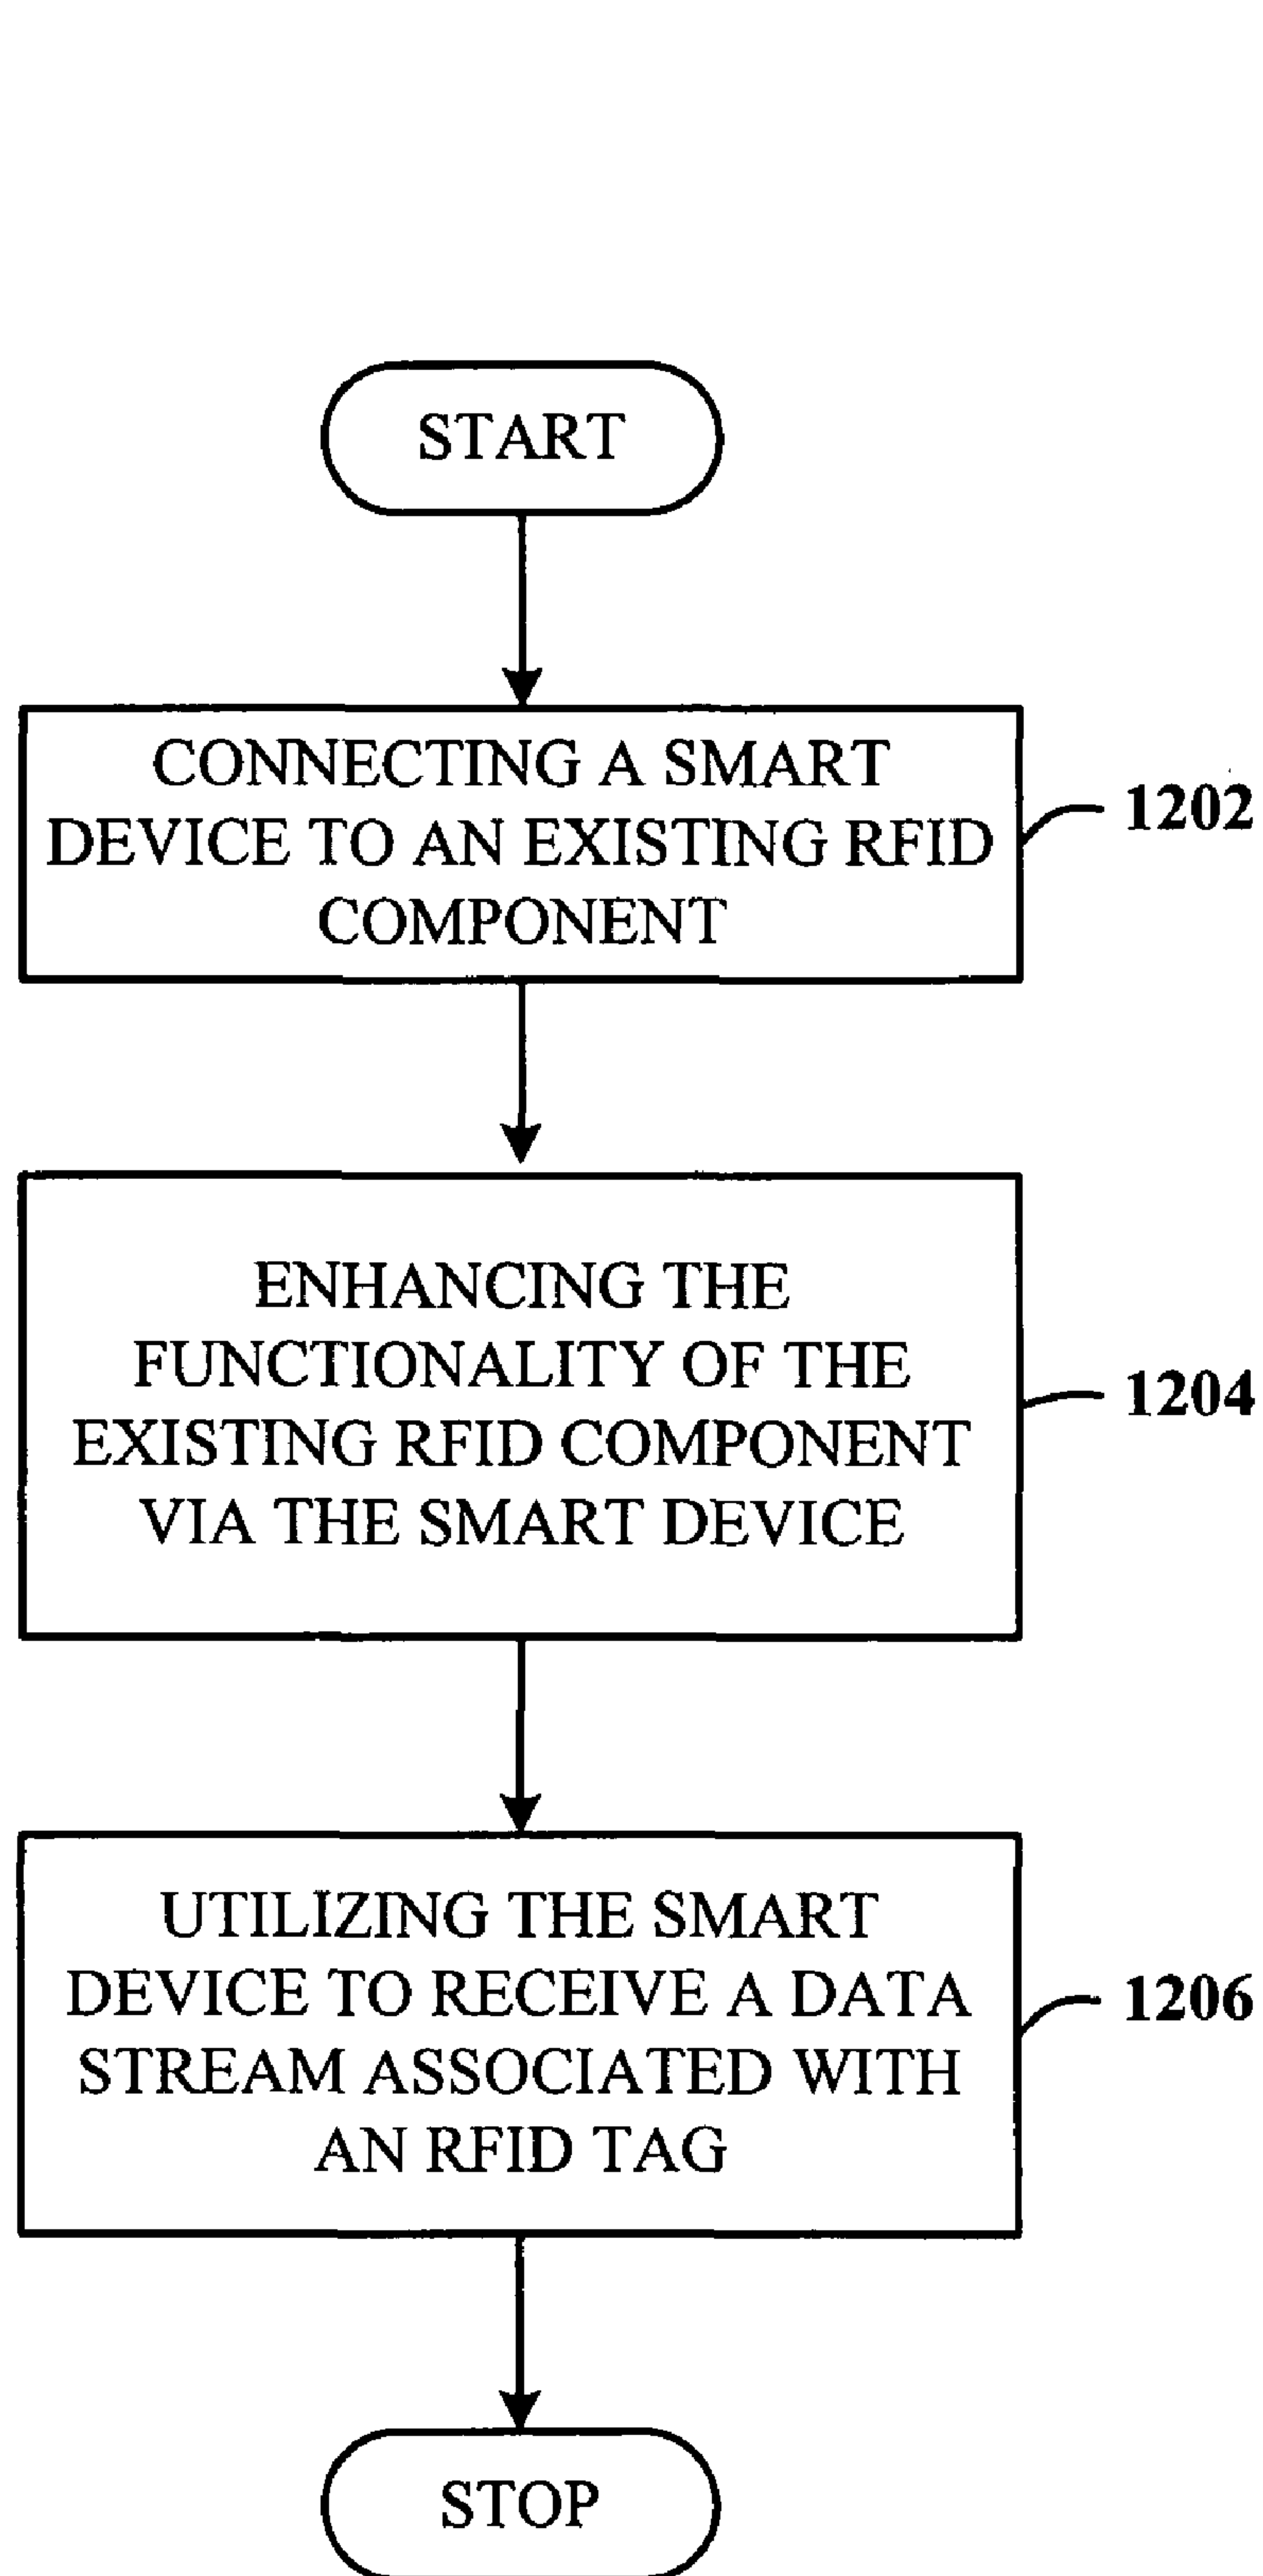 START
CONNECTING A SMART
DEVICE TO AN EXISTING RFID
COMPONENT
1202
ENHANCING THE
FUNCTIONALITY OF THE
EXISTING RFID COMPONENT
VIA THE SMART DEVICE
1204
UTILIZING THE SMART
DEVICE TO RECEIVE A DATA
STREAM ASSOCIATED WITH
AN RFID TAG
1206
STOP